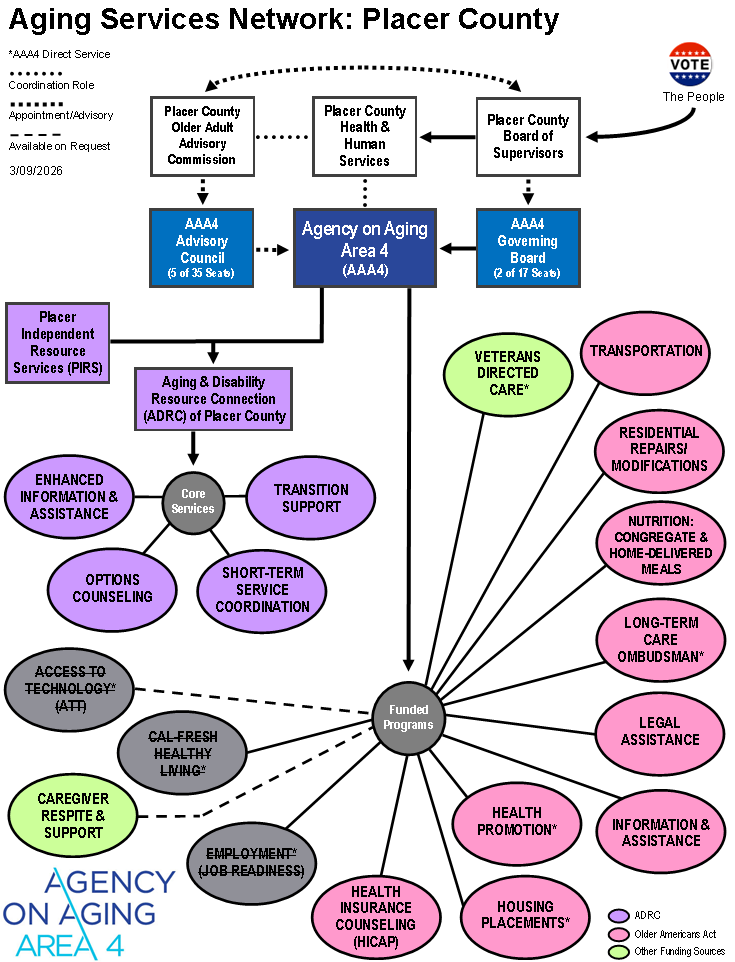 Aging Services Network: Placer County
*AAA4 Direct Service
Coordination Role
Appointment/Advisory
Available on Request
3/09/2026
VOTE
The People
Placer County
Older Adult
Advisory
Commission
Placer County
Health &
Human
Services
Placer County
Board of
Supervisors
AAA4
Advisory
Council
(5 of 35 Seats)
Agency on Aging
Area 4
(AAA4)
AAA4
Governing
Board
(2 of 17 Seats)
Placer
Independent
Resource
Services (PIRS)
Aging & Disability
Resource Connection
(ADRC) of Placer County
VETERANS
DIRECTED
CARE*
TRANSPORTATION
RESIDENTIAL
REPAIRS/
MODIFICATIONS
ENHANCED
INFORMATION &
ASSISTANCE
Core
Services
TRANSITION
SUPPORT
NUTRITION:
CONGREGATE &
HOME-DELIVERED
MEALS
OPTIONS
COUNSELING
SHORT-TERM
SERVICE
COORDINATION
LONG-TERM
CARE
OMBUDSMAN*
ACCESS TO
TECHNOLOGY*
(ATT)
Funded
Programs
LEGAL
ASSISTANCE
CAL-FRESH
HEALTHY
LIVING*
CAREGIVER
RESPITE &
SUPPORT
HEALTH
PROMOTION*
INFORMATION &
ASSISTANCE
EMPLOYMENT*
(JOB READINESS)
HEALTH
INSURANCE
COUNSELING
(HICAP)
HOUSING
PLACEMENTS*
AGENCY
ON AGING
AREA 4
ADRC
Older Americans Act
Other Funding Sources